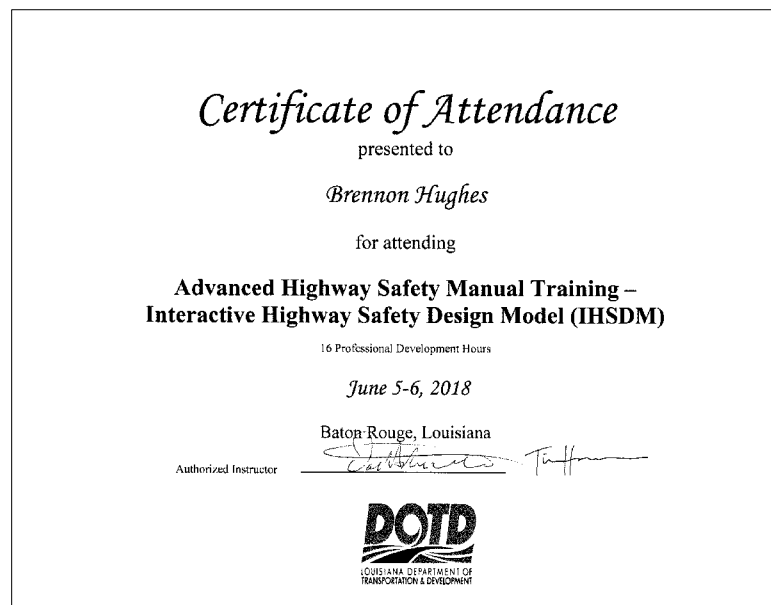 Certificate of Attendance
presented to
Brennon Hughes
for attending
Advanced Highway Safety Manual Training –
Interactive Highway Safety Design Model (IHSDM)
16 Professional Development Hours
June 5-6, 2018
Baton Rouge, Louisiana
Authorized Instructor
DOTD
LOUISIANA DEPARTMENT OF
TRANSPORTATION & DEVELOPMENT